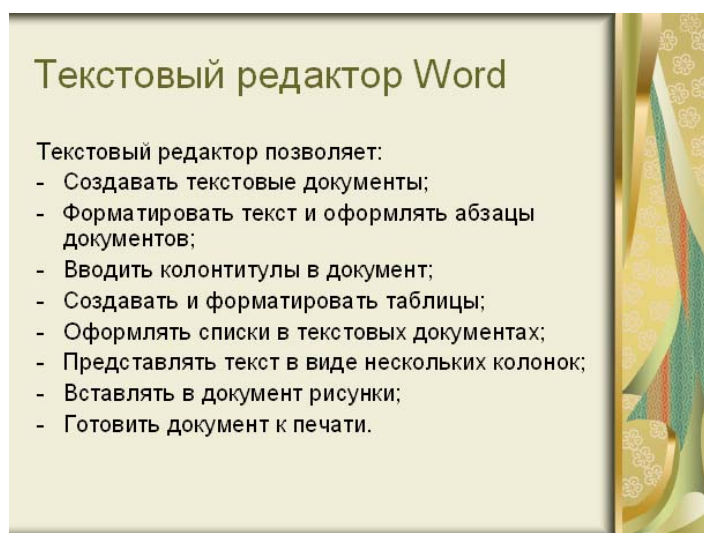 Текстовый редактор Word
Текстовый редактор позволяет:
- Создавать текстовые документы;
- Форматировать текст и оформлять абзацы
документов;
- Вводить колонтитулы в документ;
- Создавать и форматировать таблицы;
- Оформлять списки в текстовых документах;
- Представлять текст в виде нескольких колонок;
- Вставлять в документ рисунки;
- Готовить документ к печати.